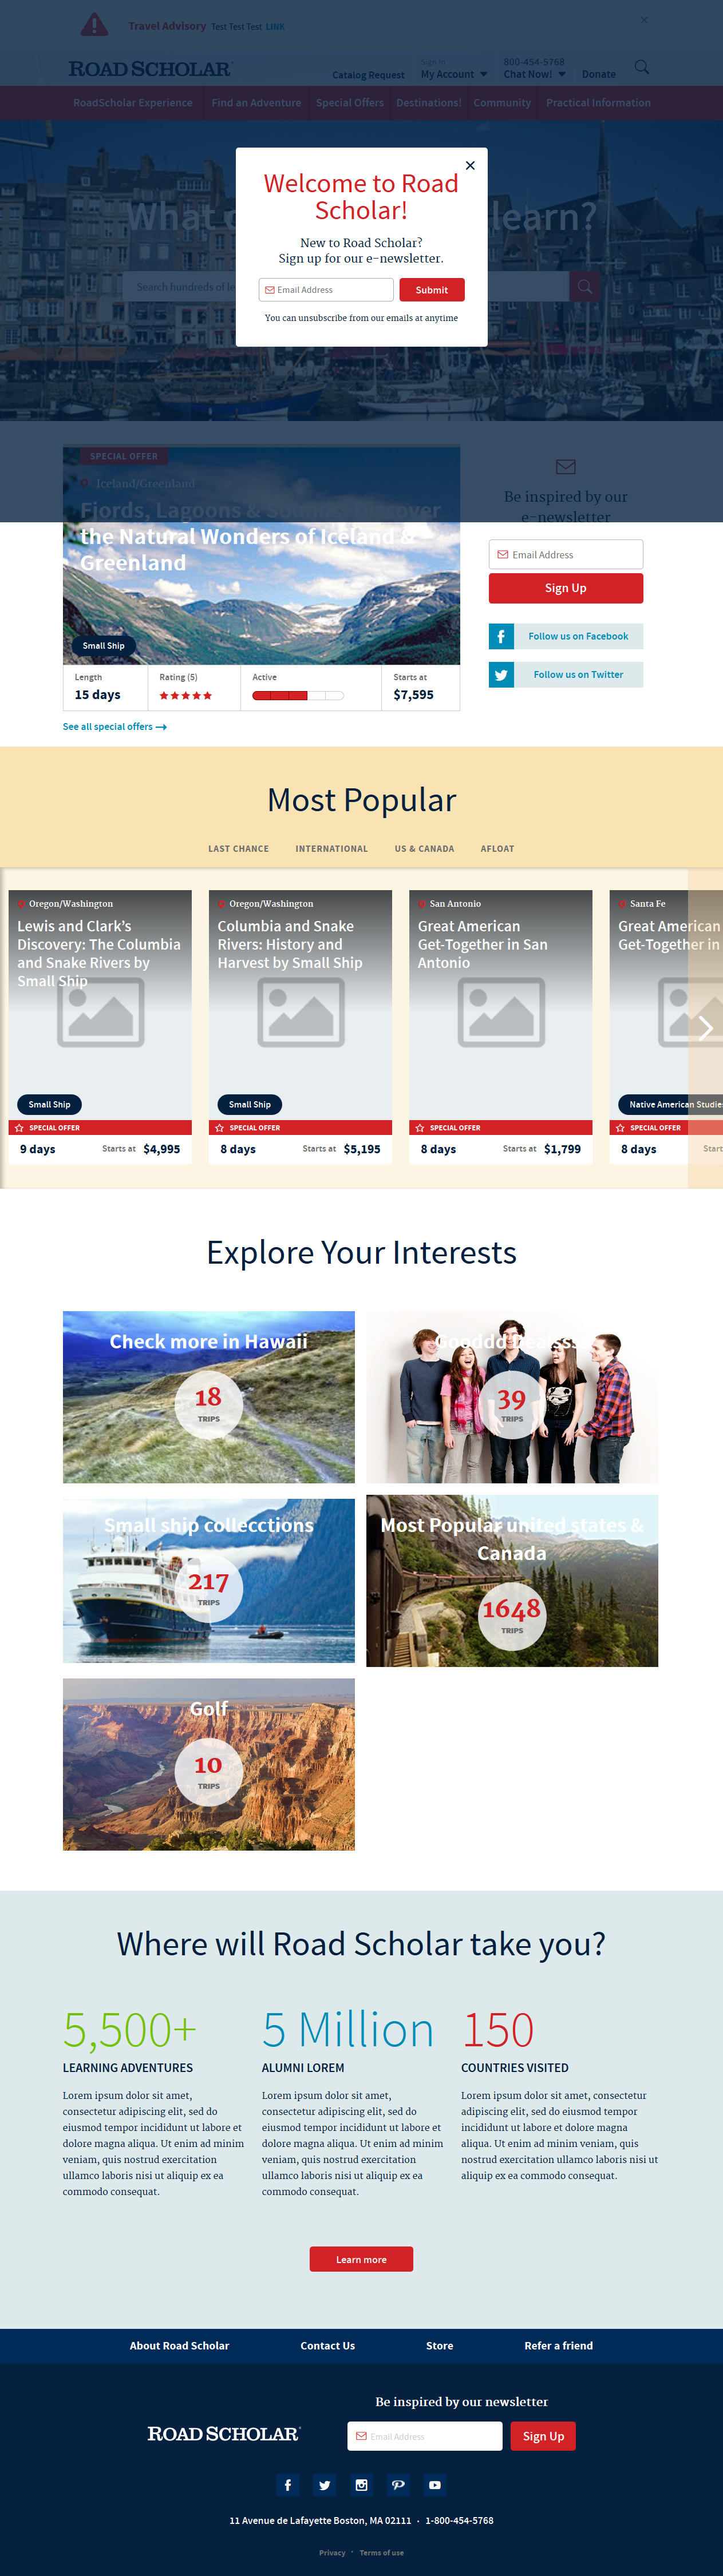 Travel Advisory Test Test Test LINK
ROAD SCHOLAR
Catalog Request
Sign In
My Account
800-454-5768
Chat Now!
Donate
RoadScholar Experience
Find an Adventure
Special Offers
Destinations!
Community
Practical Information
What
learn?
Search hundreds of le
Welcome to Road
Scholar!
New to Road Scholar?
Sign up for our e-newsletter.
Email Address
Submit
You can unsubscribe from our emails at anytime
SPECIAL OFFER
Iceland/Greenland
Fjords, Lagoons &
the Natural Wonders of Iceland &
Greenland
Small Ship
Length
15 days
Rating (5)
Active
Starts at
$7,595
See all special offers
Be inspired by our
e-newsletter
Email Address
Sign Up
Follow us on Facebook
Follow us on Twitter
Most Popular
LAST CHANCE
INTERNATIONAL
US & CANADA
AFLOAT
Oregon/Washington
Lewis and Clark’s
Discovery: The Columbia
and Snake Rivers by
Small Ship
Small Ship
SPECIAL OFFER
9 days
Starts at $4,995
Oregon/Washington
Columbia and Snake
Rivers: History and
Harvest by Small Ship
Small Ship
SPECIAL OFFER
8 days
Starts at $5,195
San Antonio
Great American
Get-Together in San
Antonio
SPECIAL OFFER
8 days
Starts at $1,799
Santa Fe
Great American
Get-Together in
Native American Studie
SPECIAL OFFER
8 days
Start
Explore Your Interests
Check more in Hawaii
18
TRIPS
39
TRIPS
Small ship collecctions
217
TRIPS
Most Popular united states &
Canada
1648
TRIPS
Golf
10
TRIPS
Where will Road Scholar take you?
5,500+
LEARNING ADVENTURES
Lorem ipsum dolor sit amet,
consectetur adipiscing elit, sed do
eiusmod tempor incididunt ut labore et
dolore magna aliqua. Ut enim ad minim
veniam, quis nostrud exercitation
ullamco laboris nisi ut aliquip ex ea
commodo consequat.
5 Million
ALUMNI LOREM
Lorem ipsum dolor sit amet,
consectetur adipiscing elit, sed do
eiusmod tempor incididunt ut labore et
dolore magna aliqua. Ut enim ad minim
veniam, quis nostrud exercitation
ullamco laboris nisi ut aliquip ex ea
commodo consequat.
150
COUNTRIES VISITED
Lorem ipsum dolor sit amet, consectetur
adipiscing elit, sed do eiusmod tempor
incididunt ut labore et dolore magna
aliqua. Ut enim ad minim veniam, quis
nostrud exercitation ullamco laboris nisi ut
aliquip ex ea commodo consequat.
Learn more
About Road Scholar
Contact Us
Store
Refer a friend
ROAD SCHOLAR
Be inspired by our newsletter
Email Address
Sign Up
11 Avenue de Lafayette Boston, MA 02111 · 1-800-454-5768
Privacy · Terms of use